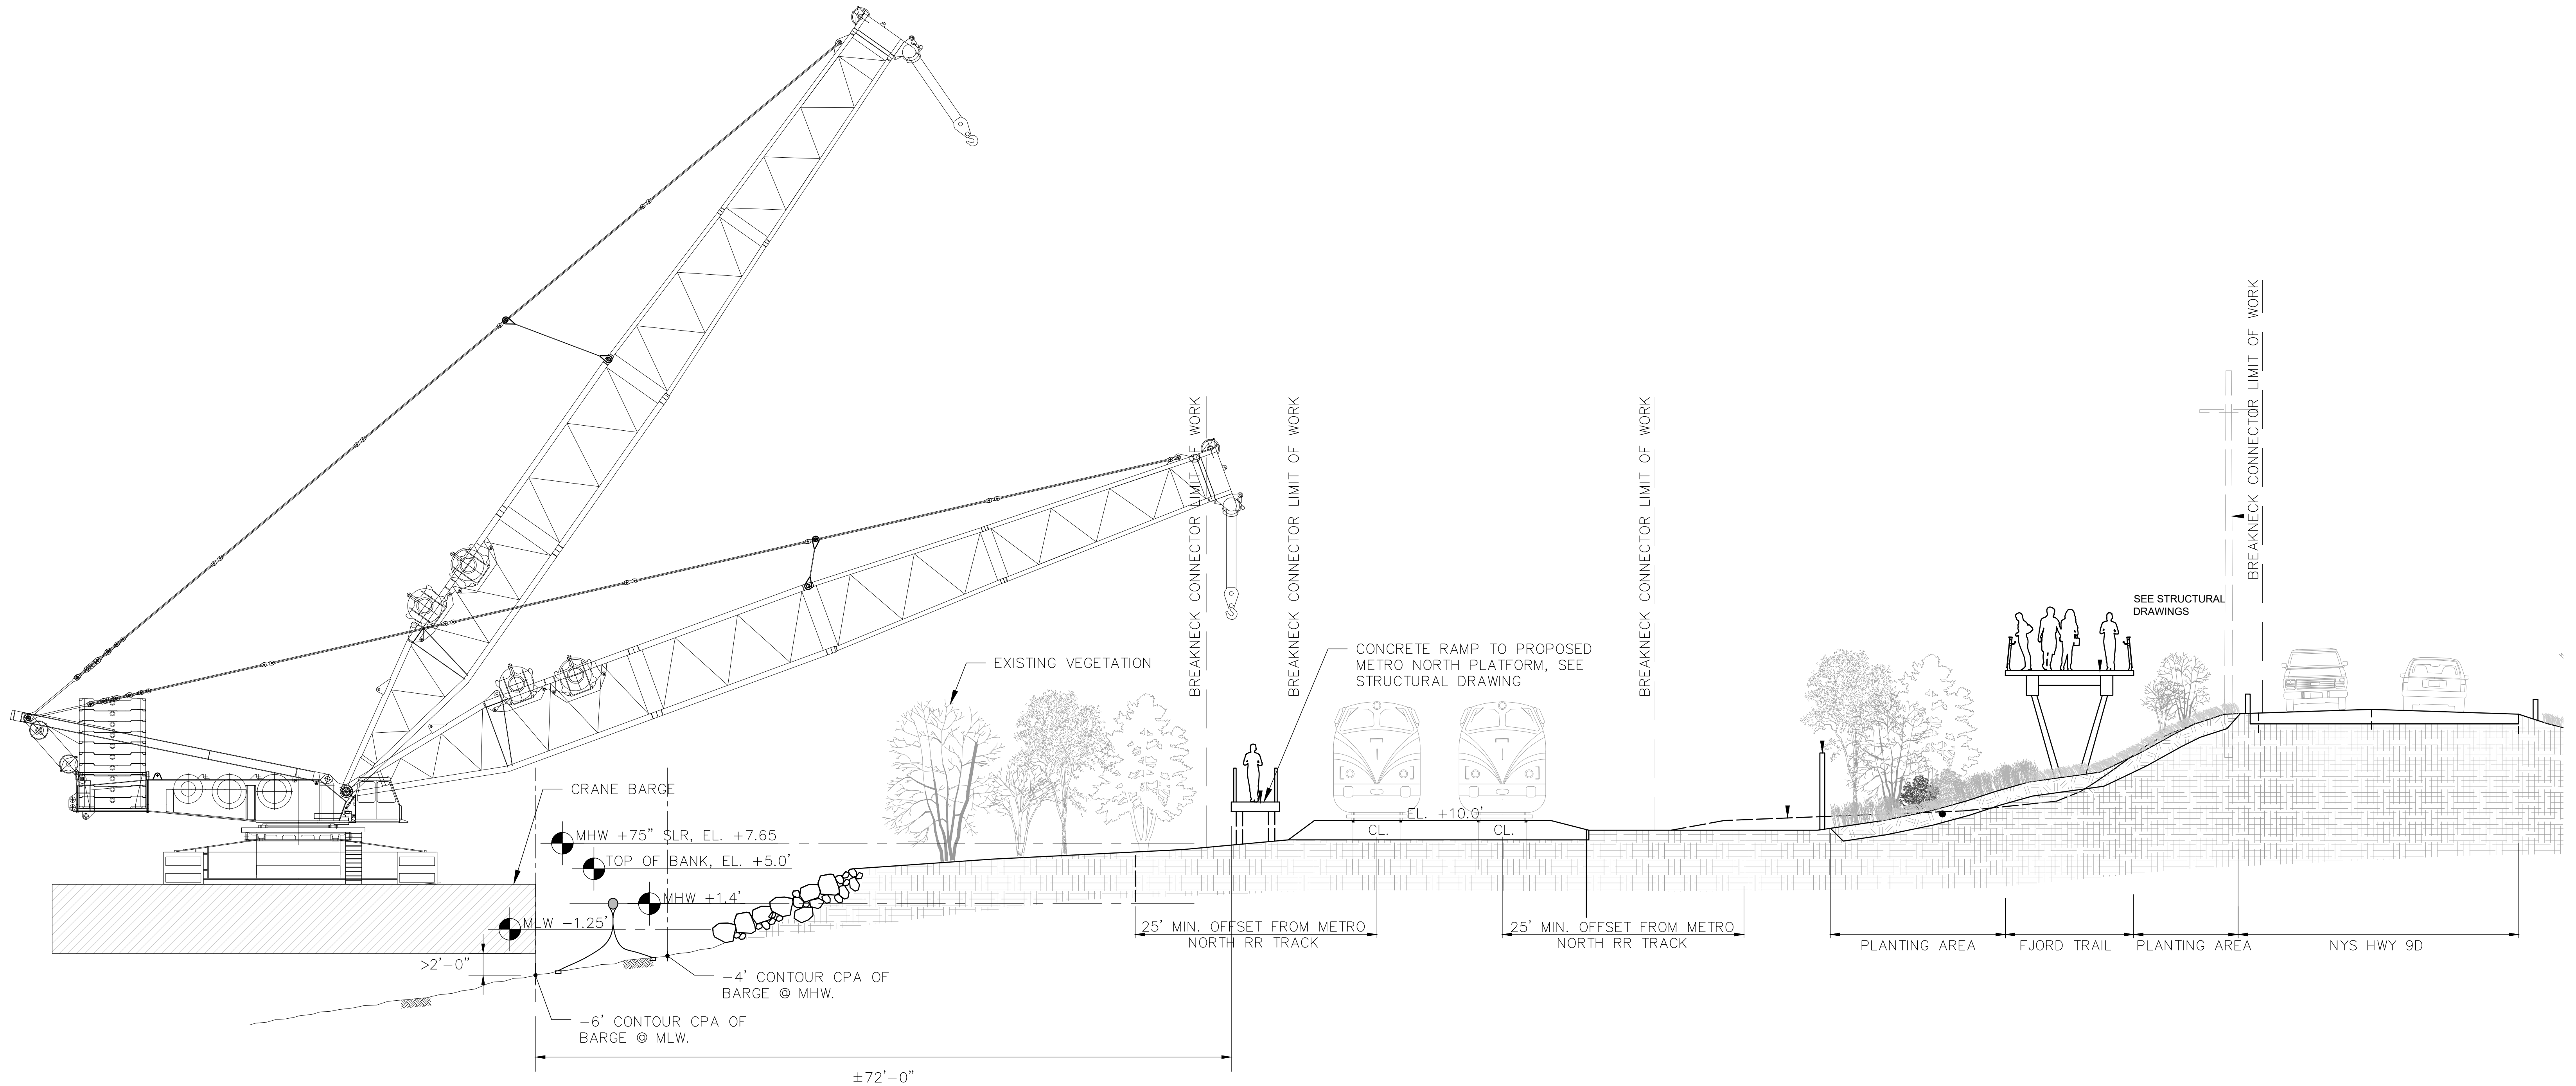 BREAKNECK CONNECTOR LIMIT OF WORK
BREAKNECK CONNECTOR LIMIT OF WORK
BREAKNECK CONNECTOR LIMIT OF WORK
BREAKNECK CONNECTOR LIMIT OF WORK
SEE STRUCTURAL
DRAWINGS
EXISTING VEGETATION
CONCRETE RAMP TO PROPOSED
METRO NORTH PLATFORM, SEE
STRUCTURAL DRAWING
CRANE BARGE
MHW +75" SLR, EL. +7.65
TOP OF BANK, EL. +5.0'
MHW +1.4'
MLW -1.25'
EL. +10.0'
CL.
CL.
>2'-0"
-4' CONTOUR CPA OF
BARGE @ MHW.
-6' CONTOUR CPA OF
BARGE @ MLW.
25' MIN. OFFSET FROM METRO
NORTH RR TRACK
25' MIN. OFFSET FROM METRO
NORTH RR TRACK
PLANTING AREA
FJORD TRAIL
PLANTING AREA
NYS HWY 9D
±72'-0"